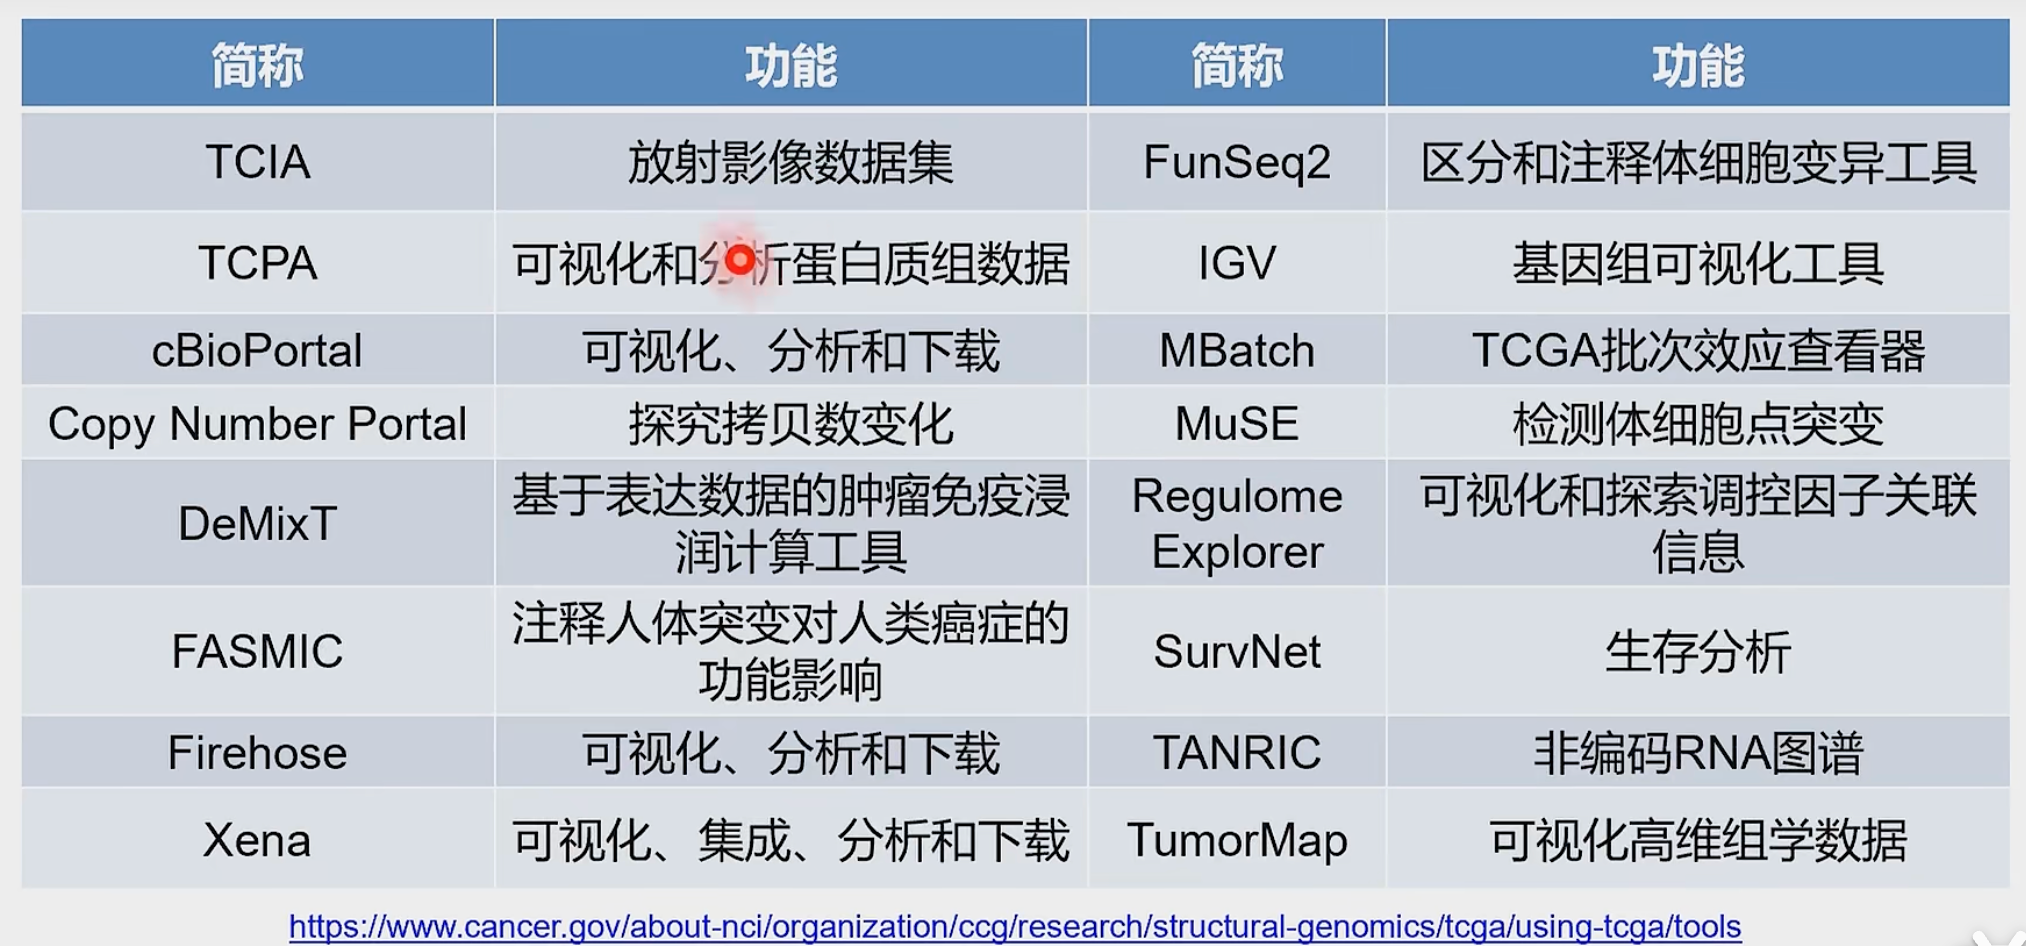 简称 功能 简称 功能
TCIA 放射影像数据集 FunSeq2 区分和注释体细胞变异工具
TCPA 可视化和分析蛋白质组数据 IGV 基因组可视化工具
cBioPortal 可视化、分析和下载 MBatch TCGA批次效应查看器
Copy Number Portal 探究拷贝数变化 MuSE 检测体细胞点突变
DeMixT
基于表达数据的肿瘤免疫浸
润计算工具
Regulome
Explorer
可视化和探索调控因子关联
信息
FASMIC
注释人体突变对人类癌症的
功能影响
SurvNet 生存分析
Firehose 可视化、分析和下载 TANRIC 非编码RNA图谱
Xena 可视化、集成、分析和下载 TumorMap 可视化高维组学数据
https://www.cancer.gov/about-nci/organization/ccg/research/structural-genomics/tcga/using-tcga/tools